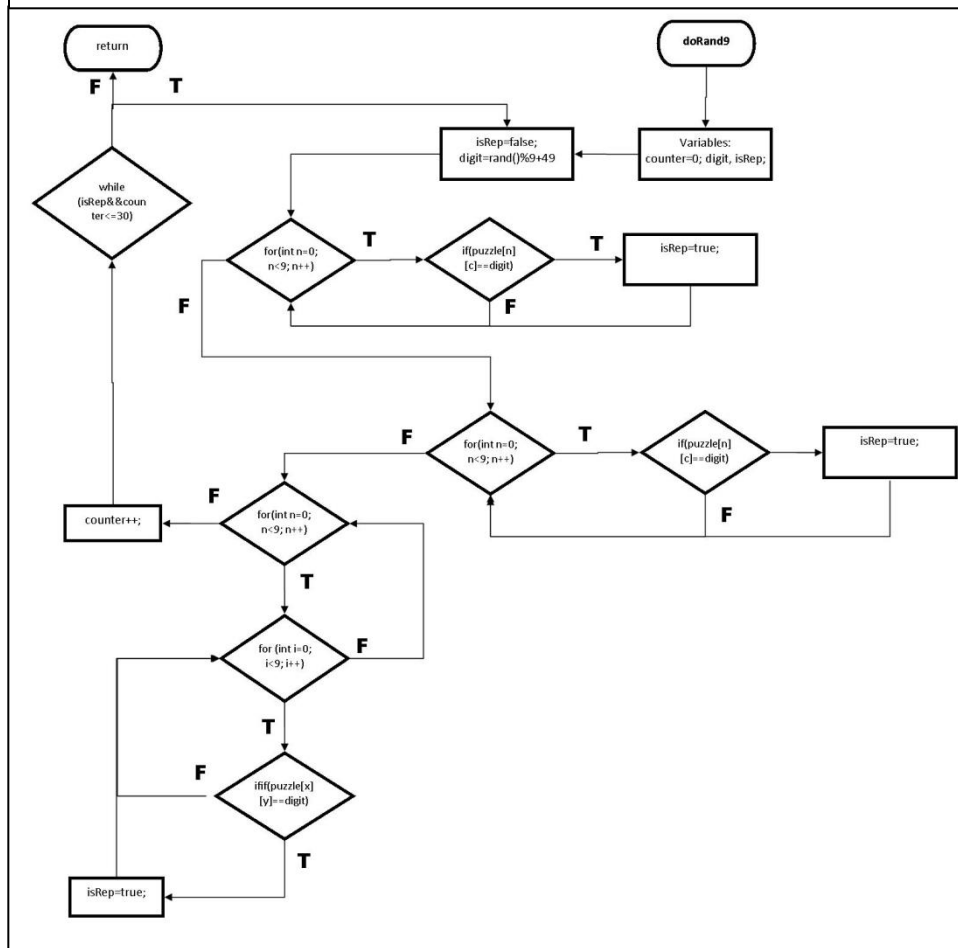 doRand9
Variables:
counter=0; digit, isRep;
isRep=false;
digit=rand()%9+49
for(int n=0;
n<9; n++)
T
if(puzzle[n]
[c]==digit)
T
isRep=true;
F
F
for(int n=0;
n<9; n++)
T
if(puzzle[n]
[c]==digit)
isRep=true;
F
F
for(int n=0;
n<9; n++)
F
counter++;
T
for (int i=0;
i<9; i++)
F
T
ifif(puzzle[x]
[y]==digit)
F
T
isRep=true;
while
(isRep&&coun
ter<=30)
T
F
return